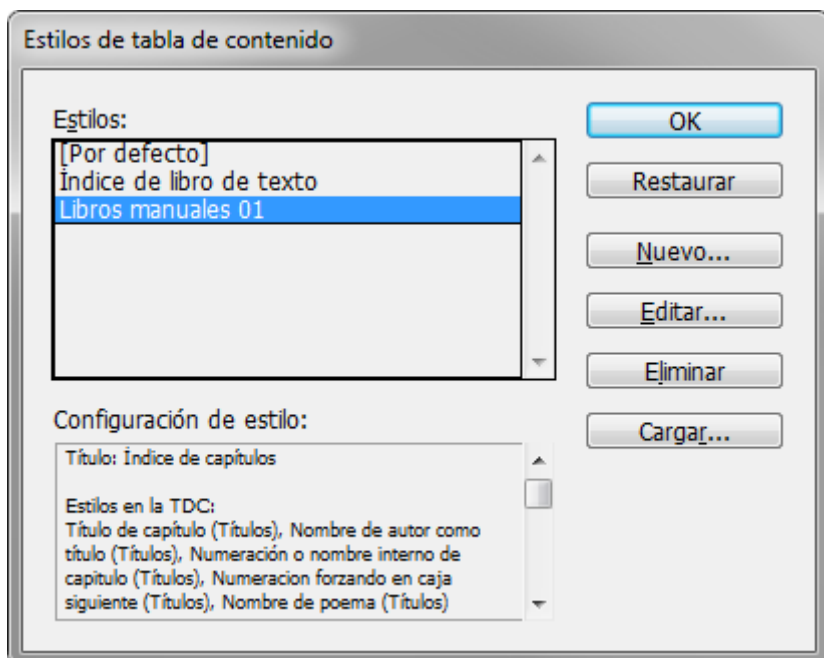 Estilos de tabla de contenido
Estilos:
[Por defecto]
Índice de libro de texto
Libros manuales 01
OK
Restaurar
Nuevo...
Editar...
Eliminar
Cargar...
Configuración de estilo:
Título: Índice de capítulos
Estilos en la TDC:
Título de capítulo (Títulos), Nombre de autor como
título (Títulos), Numeración o nombre interno de
capitulo (Títulos), Numeracion forzando en caja
siguiente (Títulos), Nombre de poema (Títulos)